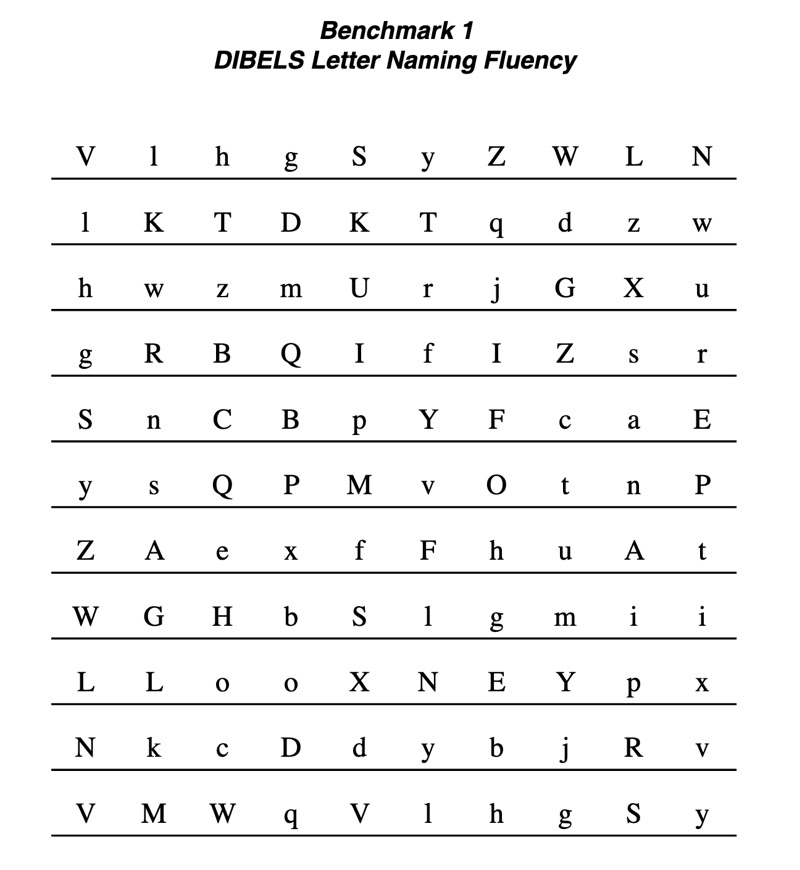 Benchmark 1
DIBELS Letter Naming Fluency
V l h g S y Z W L N
l K T D K T q d z w
h w z m U r j G X u
g R B Q I f I Z s r
S n C B p Y F c a E
y s Q P M v O t n P
Z A e x f F h u A t
W G H b S l g m i i
L L o o X N E Y p x
N k c D d y b j R v
V M W q V l h g S y